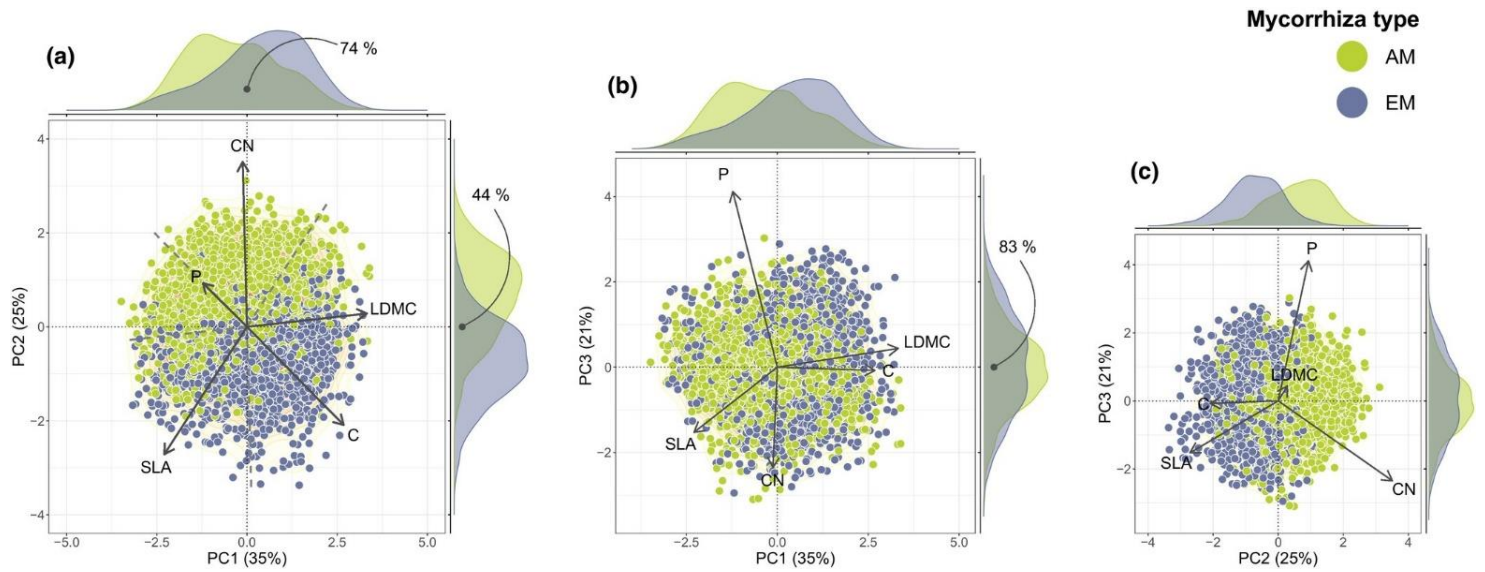 Mycorrhiza type
AM
EM
(a)
74 %
44 %
CN
P
LDMC
C
SLA
4
2
0
−2
−4
PC2 (25%)
−5.0
−2.5
0.0
2.5
5.0
PC1 (35%)
(b)
83 %
P
LDMC
C
SLA
CN
4
2
0
−2
PC3 (21%)
−2.5
0.0
2.5
5.0
PC1 (35%)
(c)
P
LDMC
C
SLA
CN
4
2
0
−2
PC3 (21%)
−4
−2
0
2
4
PC2 (25%)